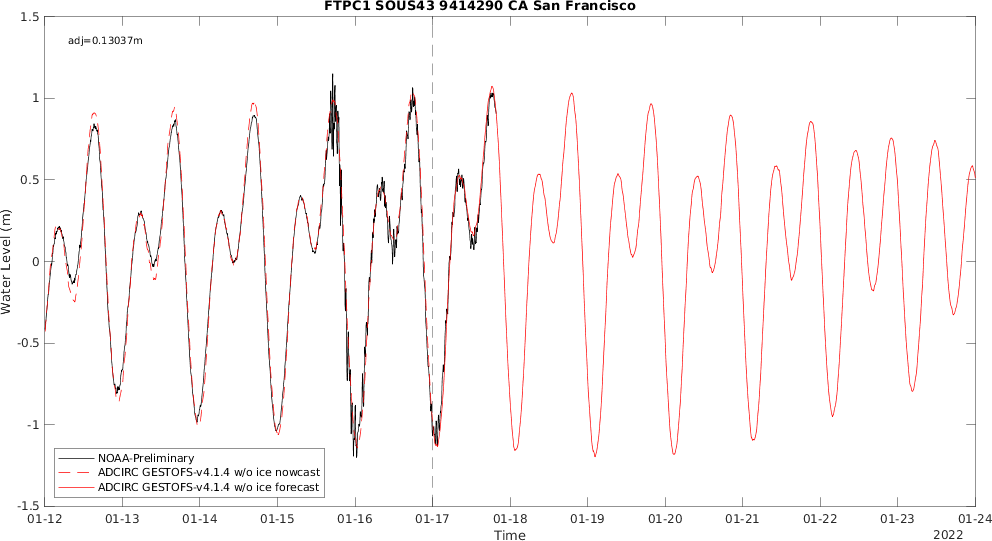 FTPC1 SOUS43 9414290 CA San Francisco
adj=0.13037m
1.5
1
0.5
0
-0.5
-1
-1.5
Water Level (m)
NOAA-Preliminary
ADCIRC GESTOFS-v4.1.4 w/o ice nowcast
ADCIRC GESTOFS-v4.1.4 w/o ice forecast
01-12 01-13 01-14 01-15 01-16 01-17 01-18 01-19 01-20 01-21 01-22 01-23 01-24
Time
2022